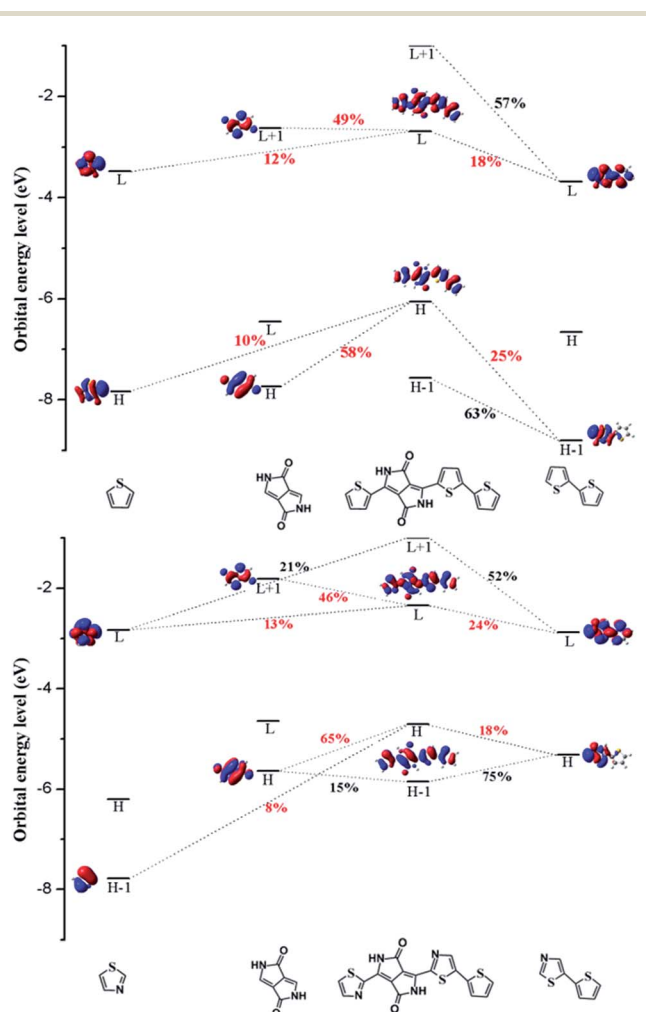 L+1
-2
49%
57%
L+1
L
12%
18%
L
L
-4
Orbital energy level (eV)
-6
L
H
H
10%
58%
25%
H
H
H-1
-8
63%
H-1
S
HN
O
O
NH
HN
O
S
S
S
O
NH
S
S
L+1
-2
21%
L+1
46%
52%
L
L
L
13%
24%
-4
Orbital energy level (eV)
L
65%
H
18%
H
H
-6
15%
H-1
75%
H
8%
-8
H-1
S
N
HN
O
NH
O
HN
O
N
S
N
S
S
O
NH
N
S
S